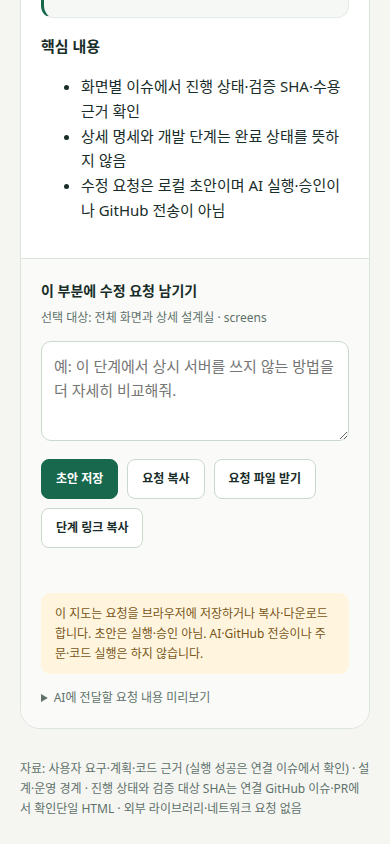 핵심 내용
화면별 이슈에서 진행 상태·검증 SHA·수용
근거 확인
상세 명세와 개발 단계는 완료 상태를 뜻하
지 않음
수정 요청은 로컬 초안이며 AI 실행·승인이
나 GitHub 전송이 아님
이 부분에 수정 요청 남기기
선택 대상: 전체 화면과 상세 설계실 · screens
예: 이 단계에서 상시 서버를 쓰지 않는 방법을
더 자세히 비교해줘.
초안 저장
요청 복사
요청 파일 받기
단계 링크 복사
이 지도는 요청을 브라우저에 저장하거나 복사·다운로드
합니다. 초안은 실행·승인 아님. AI·GitHub 전송이나 주
문·코드 실행은 하지 않습니다.
▶ AI에 전달할 요청 내용 미리보기
자료: 사용자 요구·계획·코드 근거 (실행 성공은 연결 이슈에서 확인) · 설
계·운영 경계 · 진행 상태와 검증 대상 SHA는 연결 GitHub 이슈·PR에
서 확인단일 HTML · 외부 라이브러리·네트워크 요청 없음